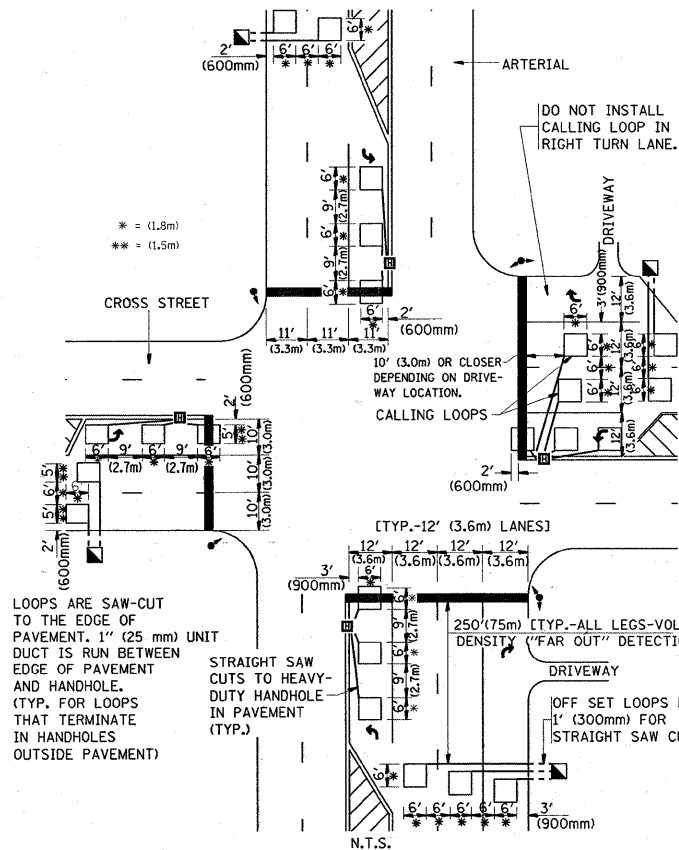 6'
✱
2'
(600mm)
6' 6' 6'
✱ ✱ ✱
ARTERIAL
DO NOT INSTALL
CALLING LOOP IN
RIGHT TURN LANE.
DRIVEWAY
✱ = (1.8m)
✱✱ = (1.5m)
6'
✱
9'
(2.7m)
6'
✱
9'
(2.7m)
6'
✱
H
CROSS STREET
6'
✱
2'
(600mm)
11' 11' 11'
(3.3m) (3.3m) (3.3m)
3'(900mm)
12'
(3.6m)
6'
✱
6' 6'
✱ ✱
12'
(3.6m)
12'
(3.6m)
12'
(3.6m)
6' 6'
✱ ✱
10' (3.0m) OR CLOSER
DEPENDING ON DRIVE-
WAY LOCATION.
CALLING LOOPS
H
2'
(600mm)
2'
(600mm)
H
5'
✱✱
10' 10' 10'
(3.0m) (3.0m) (3.0m)
6' 9' 6' 9' 6'
✱ (2.7m) ✱ (2.7m) ✱
5' 6' 5'
✱✱ ✱ ✱✱
6'
✱
2'
(600mm)
[TYP.-12' (3.6m) LANES]
12' 12' 12' 12'
(3.6m) (3.6m) (3.6m) (3.6m)
3'
(900mm)
6'
✱
H
6'
✱
9'
(2.7m)
6'
✱
9'
(2.7m)
6'
✱
LOOPS ARE SAW-CUT
TO THE EDGE OF
PAVEMENT. 1" (25 mm) UNIT
DUCT IS RUN BETWEEN
EDGE OF PAVEMENT
AND HANDHOLE.
(TYP. FOR LOOPS
THAT TERMINATE
IN HANDHOLES
OUTSIDE PAVEMENT)
STRAIGHT SAW
CUTS TO HEAVY-
DUTY HANDHOLE
IN PAVEMENT
(TYP.)
250'(75m) [TYP.-ALL LEGS-VOL
DENSITY ("FAR OUT" DETECTI
DRIVEWAY
OFF SET LOOPS
1' (300mm) FOR
STRAIGHT SAW C
6'
✱
6' 6' 6' 6' 6'
✱ ✱ ✱ ✱ ✱
3'
(900mm)
N.T.S.